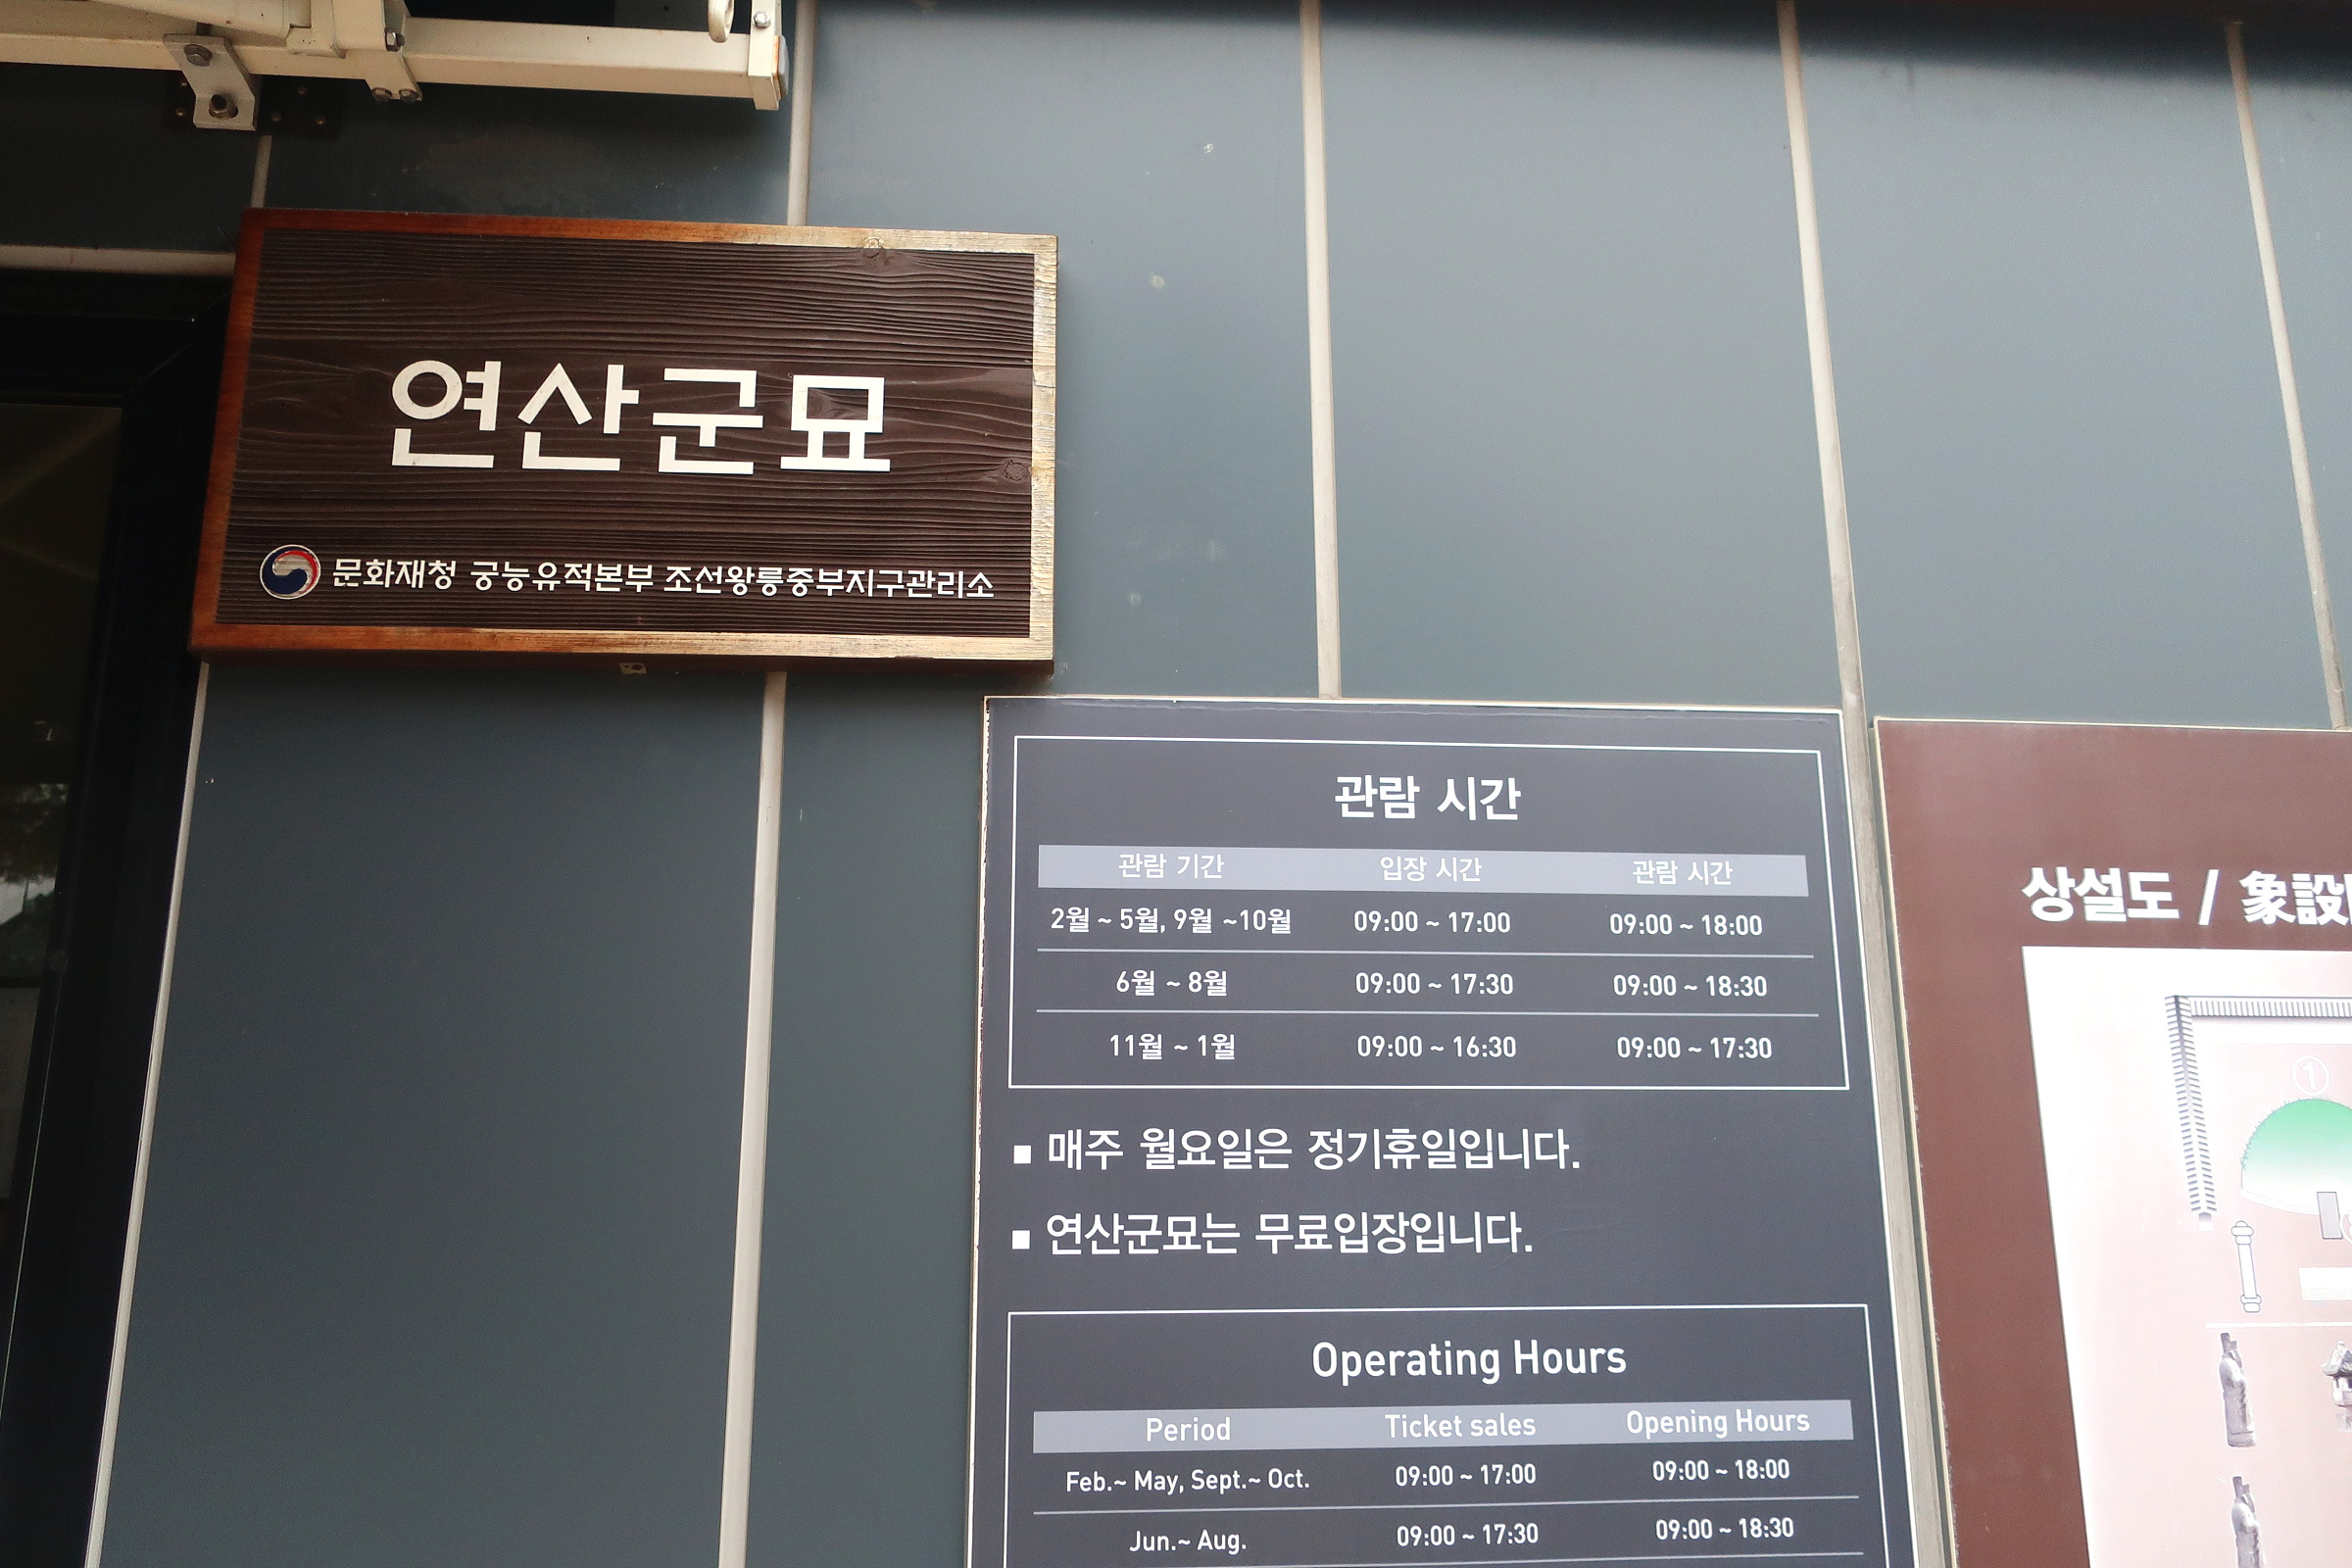 연산군묘
문화재청 궁능유적본부 조선왕릉중부지구관리소
관람 시간
관람 기간 입장 시간 관람 시간
2월 ~ 5월, 9월 ~10월 09:00 ~ 17:00 09:00 ~ 18:00
6월 ~ 8월 09:00 ~ 17:30 09:00 ~ 18:30
11월 ~ 1월 09:00 ~ 16:30 09:00 ~ 17:30
▪ 매주 월요일은 정기휴일입니다.
▪ 연산군묘는 무료입장입니다.
Operating Hours
Period Ticket sales Opening Hours
Feb.~ May, Sept.~ Oct. 09:00 ~ 17:00 09:00 ~ 18:00
Jun.~ Aug. 09:00 ~ 17:30 09:00 ~ 18:30
상설도 / 象設
①